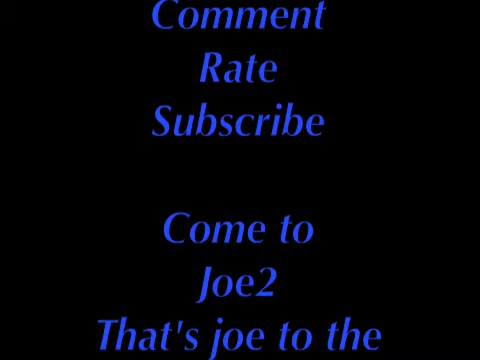 Comment
Rate
Subscribe
Come to
Joe2
That's joe to the